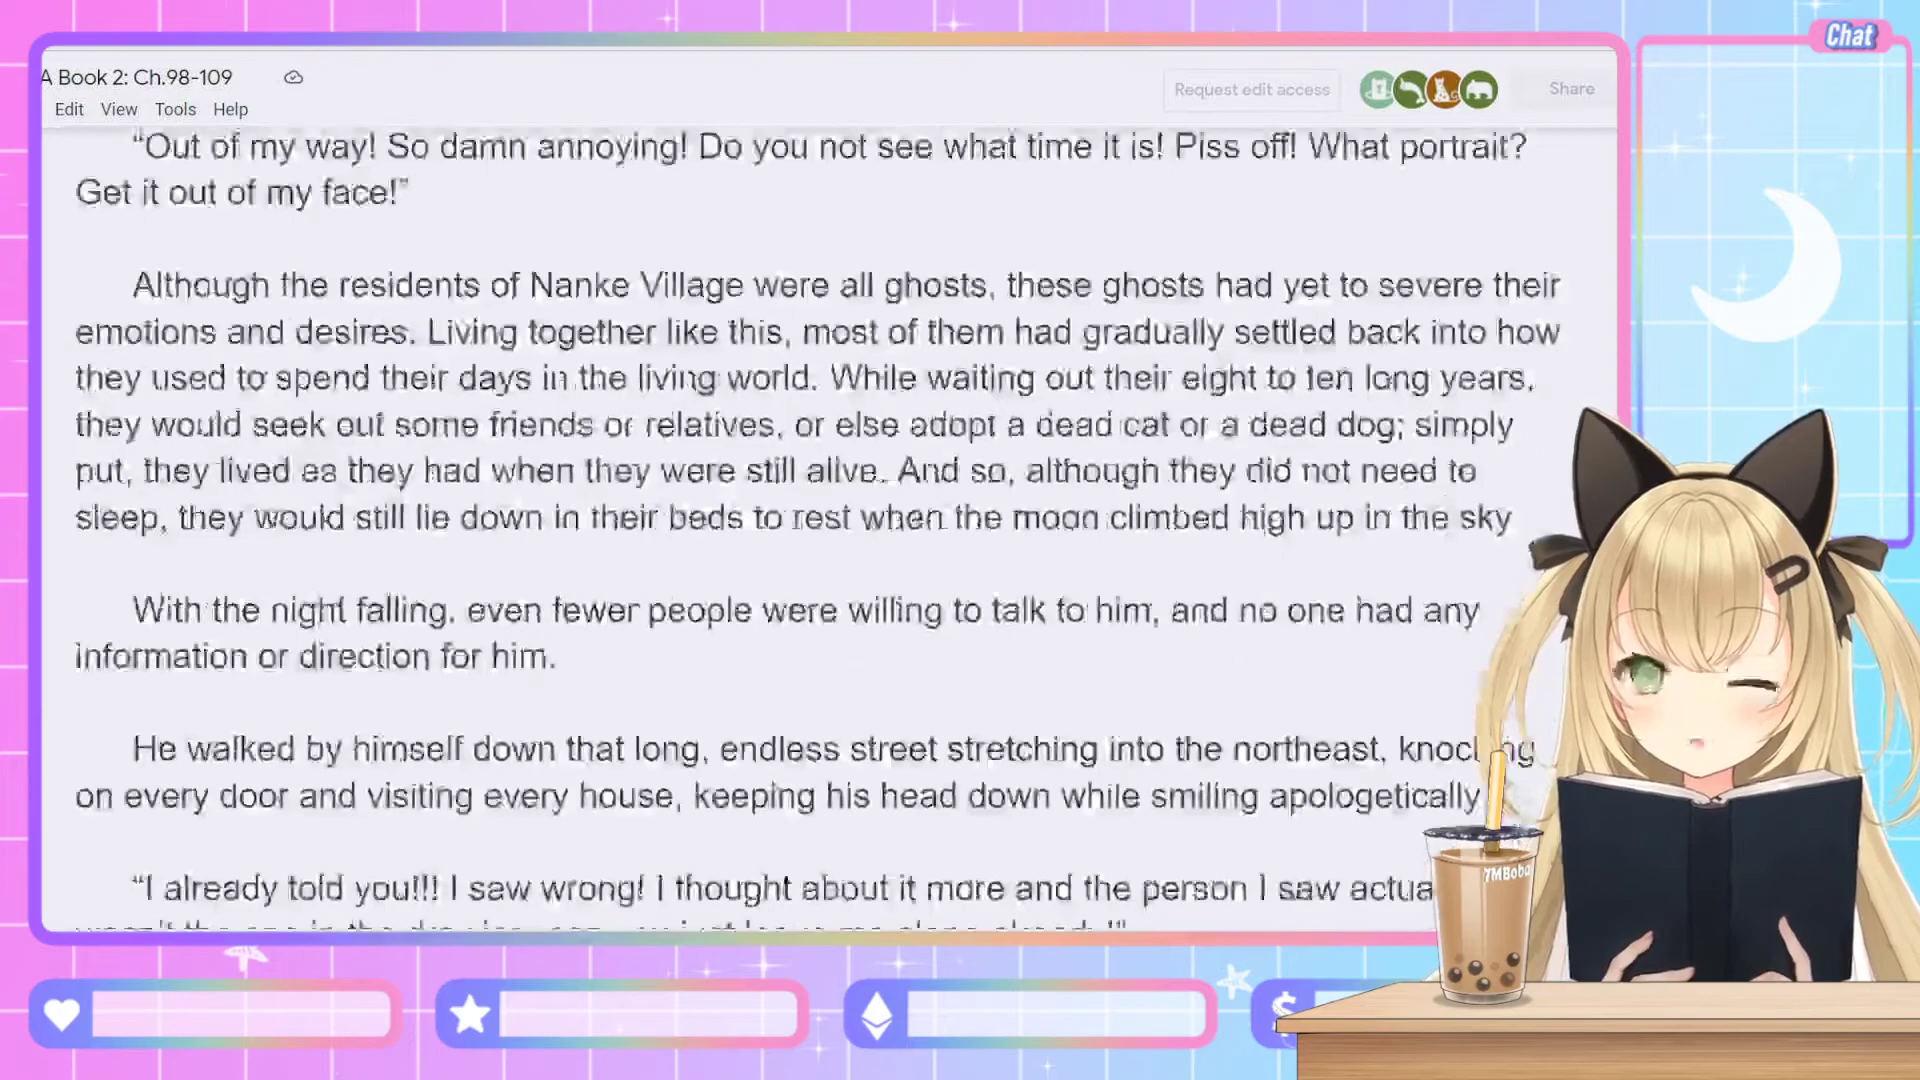 Chat
A Book 2: Ch.98-109
Request edit access
Share
Edit View Tools Help
“Out of my way! So damn annoying! Do you not see what time it is! Piss off! What portrait?
Get it out of my face!”
Although the residents of Nanke Village were all ghosts, these ghosts had yet to severe their
emotions and desires. Living together like this, most of them had gradually settled back into how
they used to spend their days in the living world. While waiting out their eight to ten long years,
they would seek out some friends or relatives, or else adopt a dead cat or a dead dog; simply
put, they lived as they had when they were still alive. And so, although they did not need to
sleep, they would still lie down in their beds to rest when the moon climbed high up in the sky
With the night falling, even fewer people were willing to talk to him, and no one had any
information or direction for him.
He walked by himself down that long, endless street stretching into the northeast, knocking
on every door and visiting every house, keeping his head down while smiling apologetically
“I already told you!!! I saw wrong! I thought about it more and the person I saw actua
7MBoba